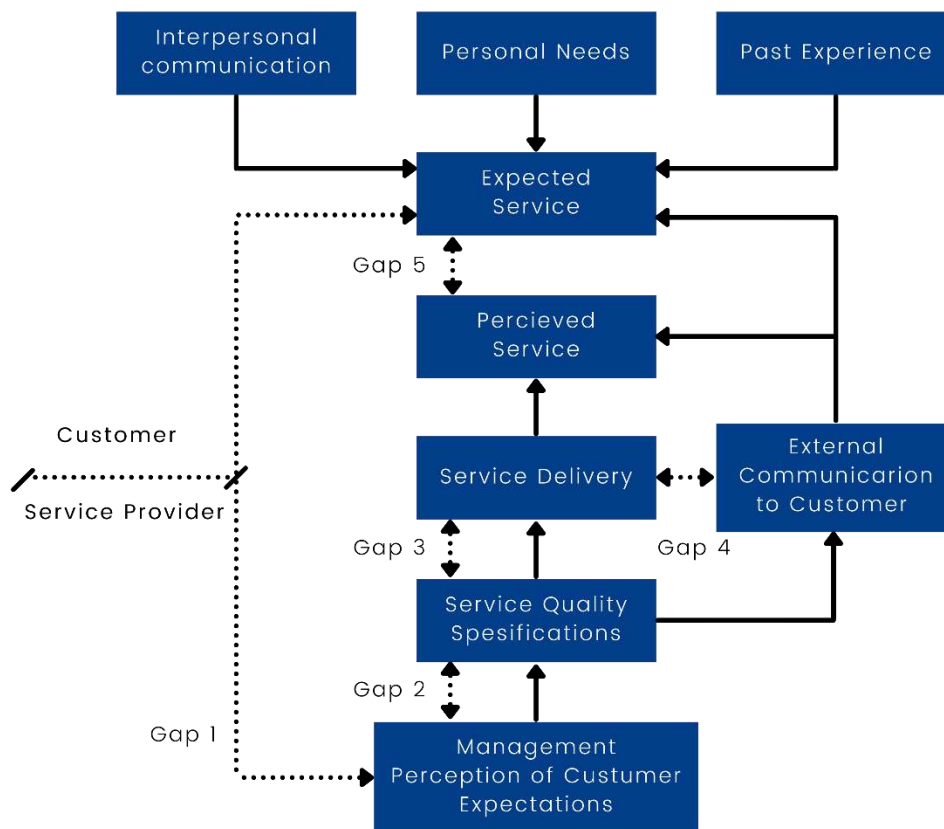 Interpersonal
communication
Personal Needs
Past Experience
Expected
Service
Gap 5
Percieved
Service
Customer
Service Provider
Service Delivery
External
Communicarion
to Customer
Gap 3
Gap 4
Service Quality
Spesifications
Gap 2
Gap 1
Management
Perception of Custumer
Expectations